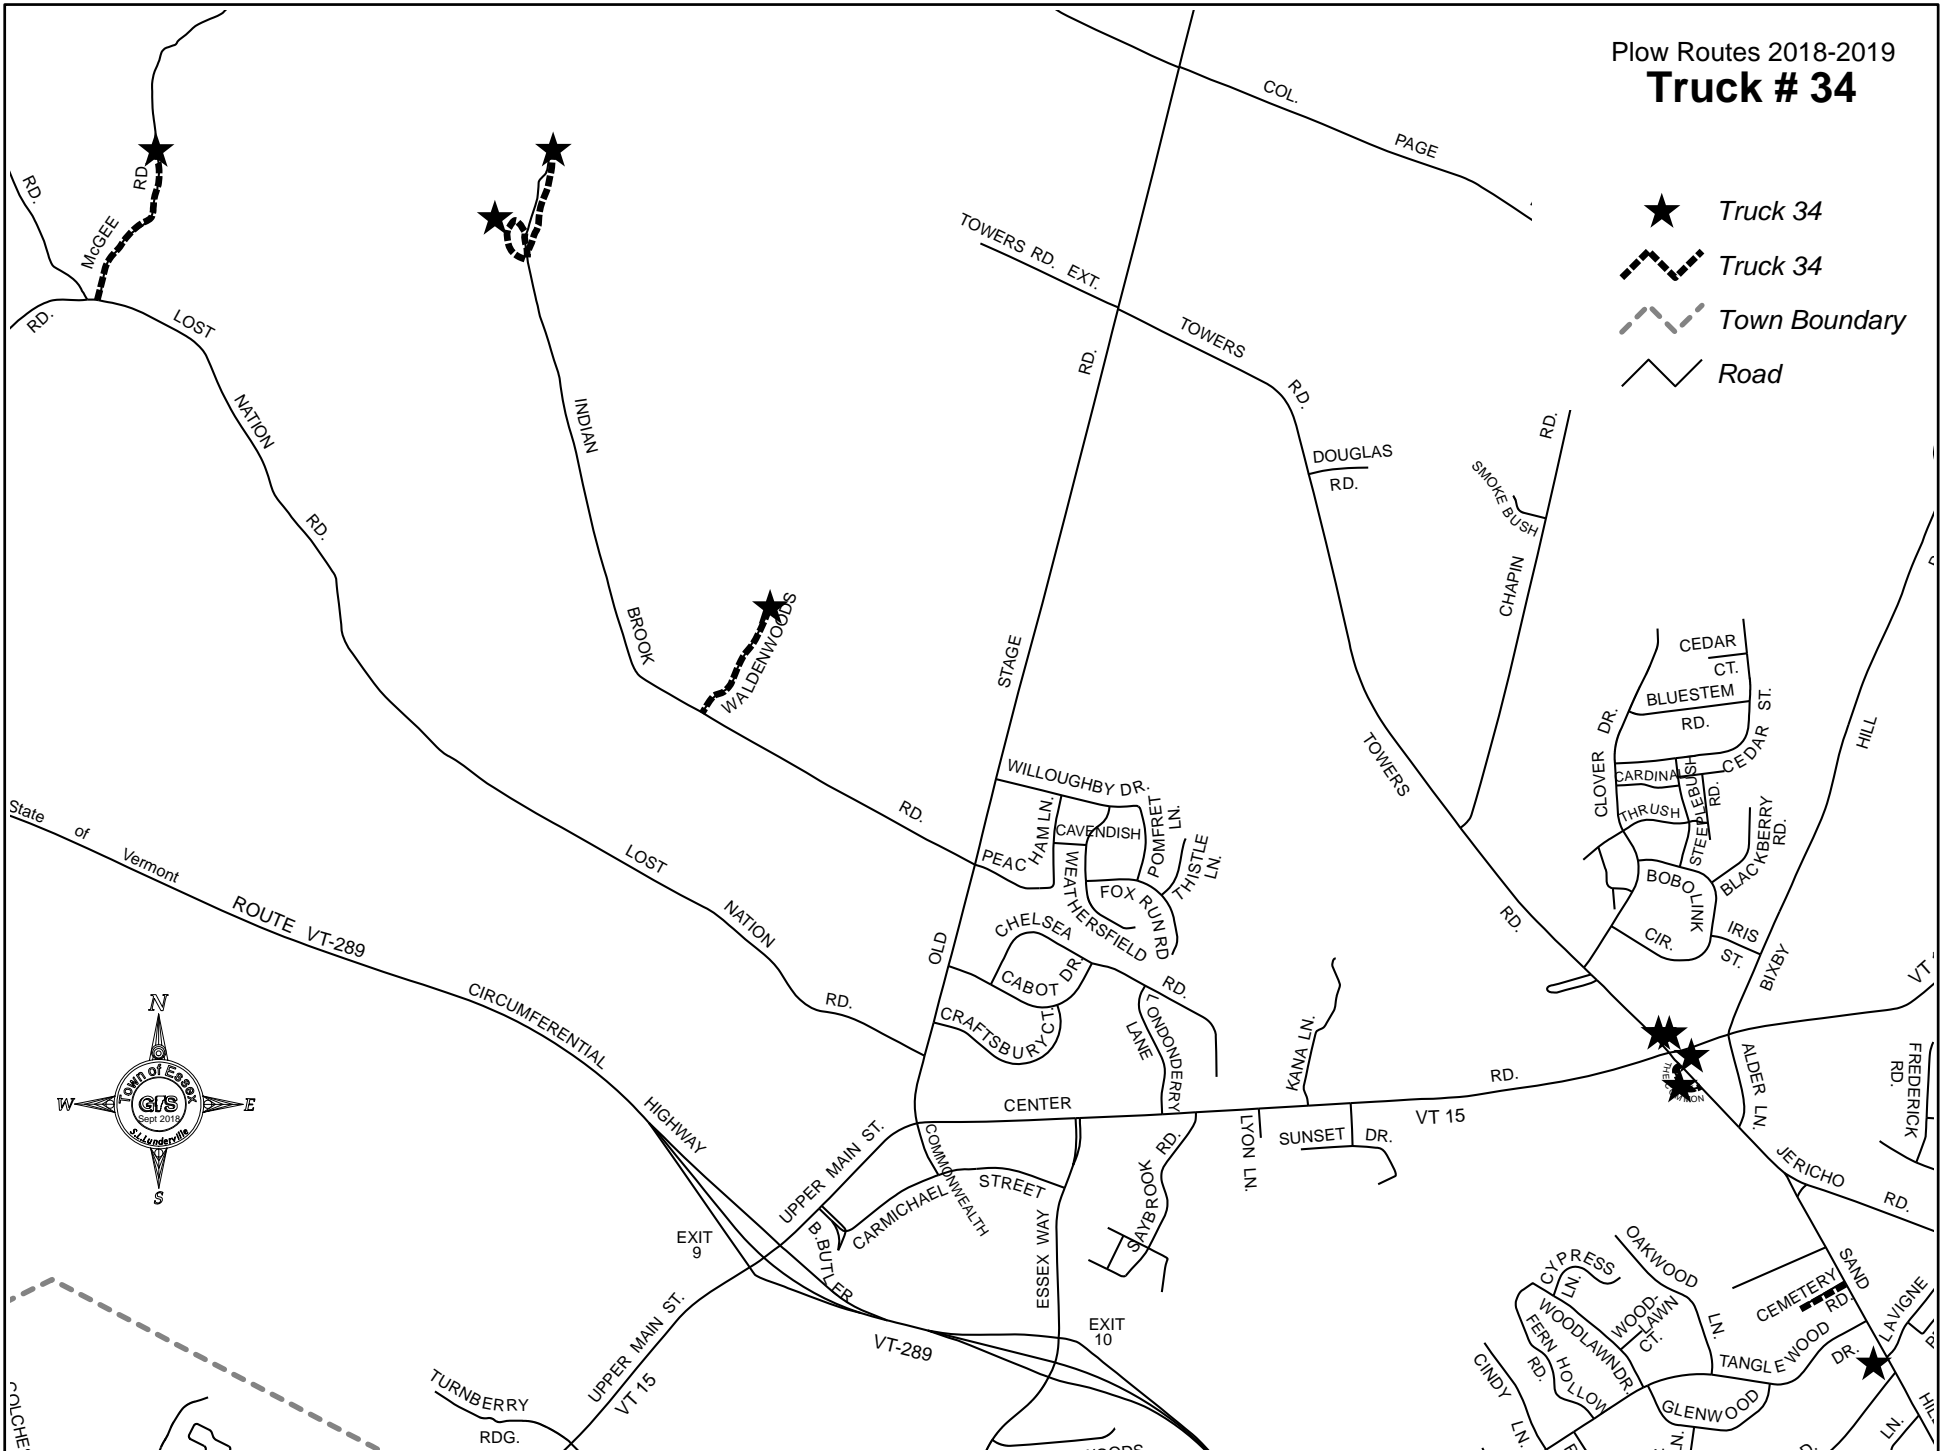 Plow Routes 2018-2019
Truck # 34
Truck 34
Truck 34
Town Boundary
Road
COL.
PAGE
RD.
McGEE
RD.
RD.
LOST
NATION
RD.
INDIAN
BROOK
RD.
WALDENWOODS
TOWERS RD. EXT.
TOWERS
RD.
RD.
STAGE
OLD
DOUGLAS
RD.
SMOKE BUSH
CHAPIN
RD.
TOWERS
RD.
CEDAR
CT.
BLUESTEM
RD.
CLOVER DR.
CEDAR ST.
CARDINAL
THRUSH
STEEPLEBUSH
RD.
BLACKBERRY
RD.
BOBOLINK
CIR.
IRIS
ST.
BIXBY
HILL
VT
WILLOUGHBY DR.
HAM LN.
CAVENDISH
POMFRET
LN.
THISTLE
LN.
PEAC
WEATHERSFIELD
FOX RUN RD
CHELSEA
RD.
CABOT
DR.
CRAFTSBURY CT.
LONDONDERRY
LANE
KANA LN.
LOST
NATION
RD.
State of
Vermont
ROUTE VT-289
CIRCUMFERENTIAL
HIGHWAY
N
W
E
S
Town of Essex
GIS
Sept 2018
S.L.Lunderville
CENTER
RD.
VT 15
UPPER MAIN ST.
COMMONWEALTH
CARMICHAEL
STREET
B.BUTLER
ESSEX WAY
SAYBROOK RD.
LYON LN.
SUNSET DR.
ALDER LN.
FREDERICK
RD.
JERICHO
RD.
EXIT
9
EXIT
10
VT-289
UPPER MAIN ST.
VT 15
TURNBERRY
RDG.
CYPRESS
LN.
OAKWOOD
LN.
WOOD-
LAWN
CT.
WOODLAWN DR.
FERN HOLLOW
RD.
CINDY
LN.
TANGLEWOOD
DR.
GLENWOOD
CEMETERY
RD.
SAND
LAVIGNE
LN.